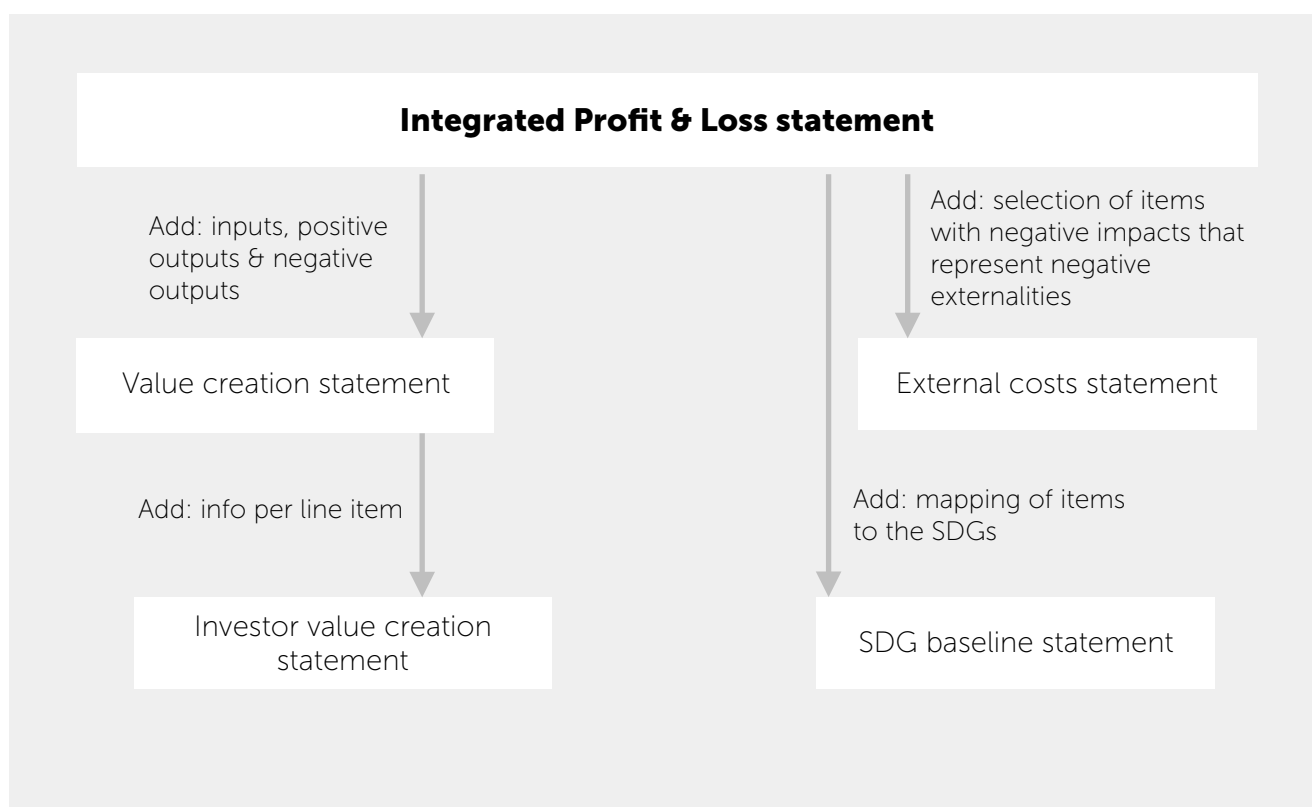 Integrated Profit & Loss statement
Add: inputs, positive
outputs & negative
outputs
Add: selection of items
with negative impacts that
represent negative
externalities
Value creation statement
External costs statement
Add: info per line item
Add: mapping of items
to the SDGs
Investor value creation
statement
SDG baseline statement